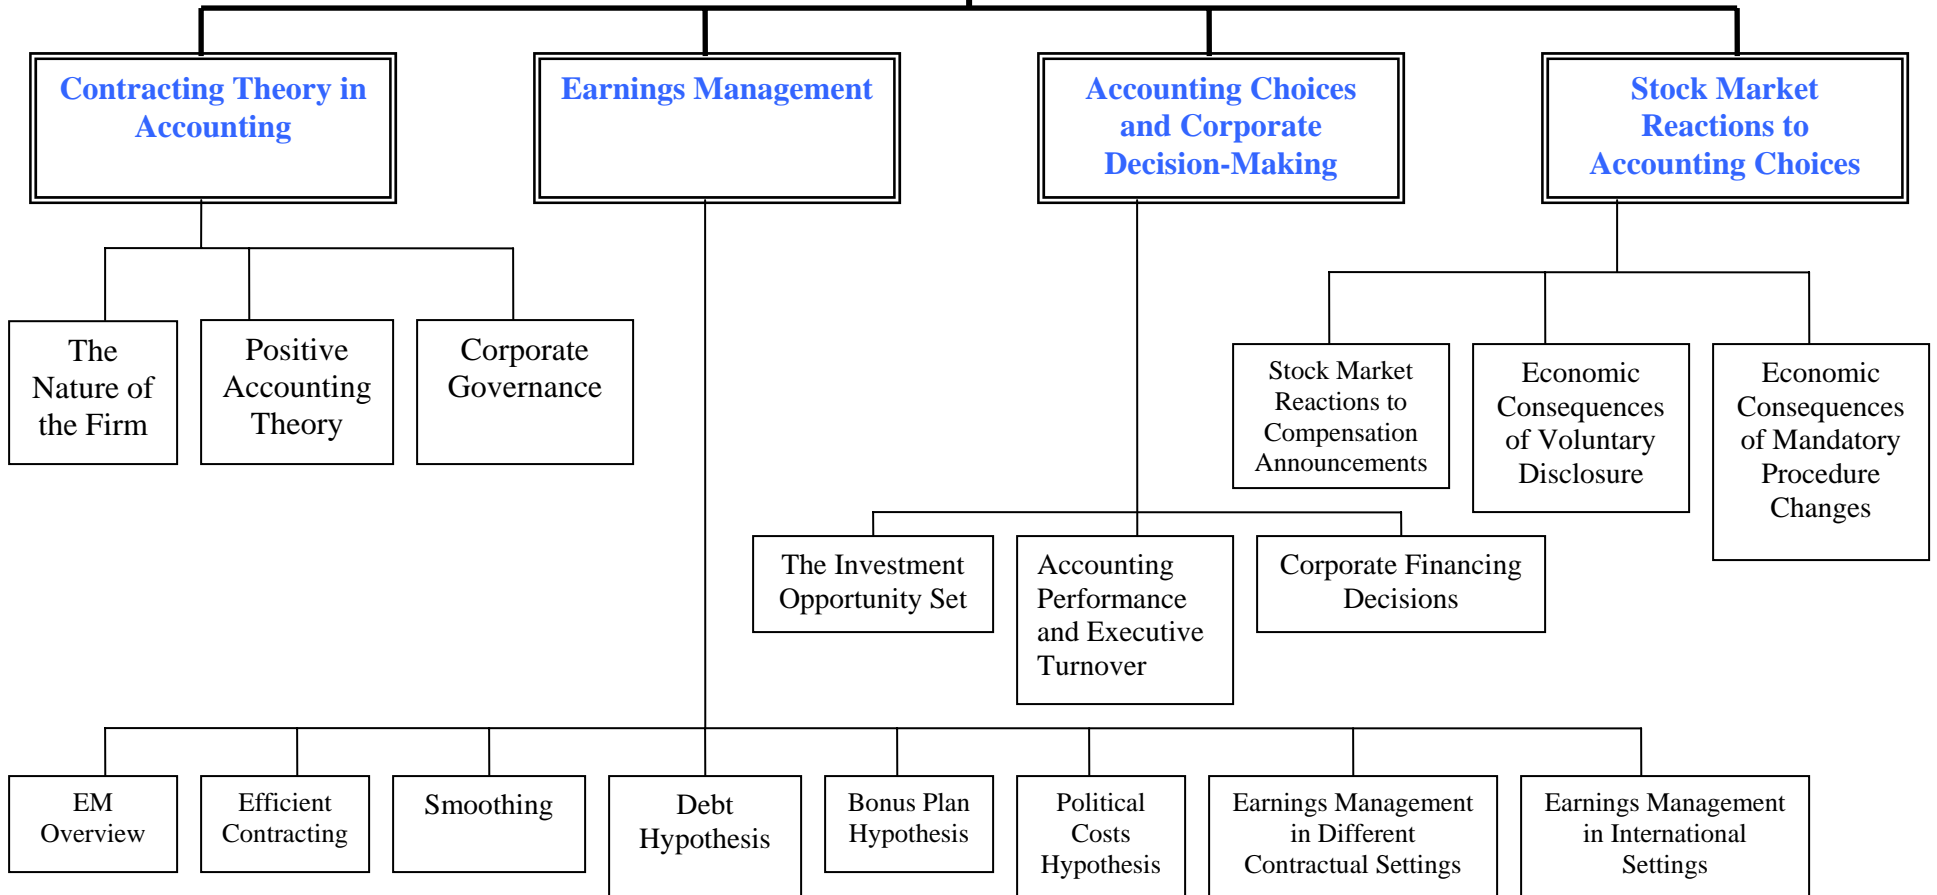 Contracting Theory in
Accounting
Earnings Management
Accounting Choices
and Corporate
Decision-Making
Stock Market
Reactions to
Accounting Choices
The
Nature of
the Firm
Positive
Accounting
Theory
Corporate
Governance
Stock Market
Reactions to
Compensation
Announcements
Economic
Consequences
of Voluntary
Disclosure
Economic
Consequences
of Mandatory
Procedure
Changes
The Investment
Opportunity Set
Accounting
Performance
and Executive
Turnover
Corporate Financing
Decisions
EM
Overview
Efficient
Contracting
Smoothing
Debt
Hypothesis
Bonus Plan
Hypothesis
Political
Costs
Hypothesis
Earnings Management
in Different
Contractual Settings
Earnings Management
in International
Settings